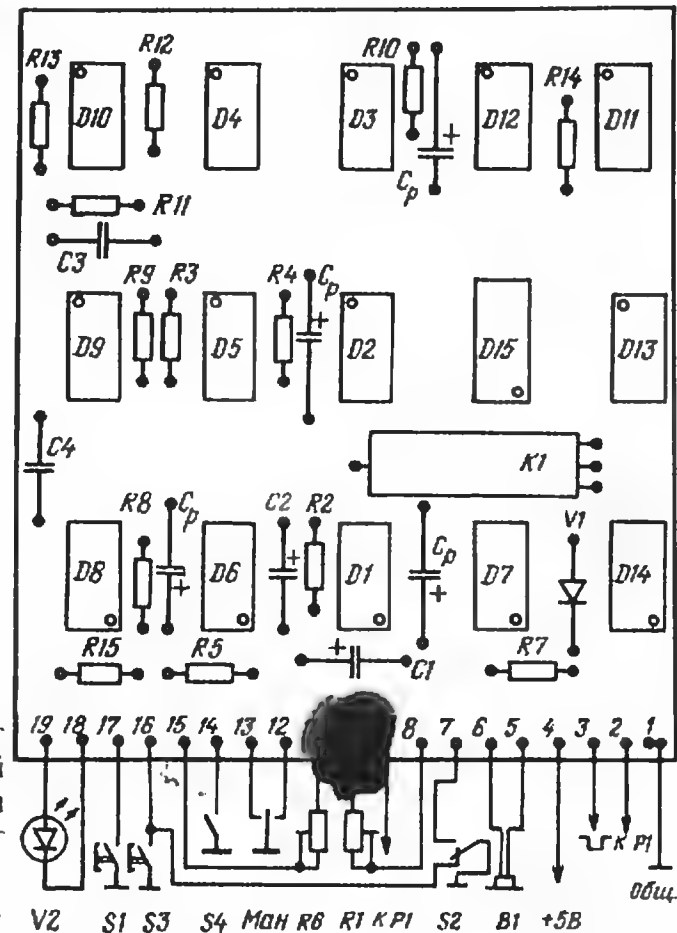 R13 R12 R10 R14
D10 D4 D3 D12 D11
Cp
R11
C3
R9 R3 R4 Cp
D9 D5 D2 D15 D13
C4 K1
R8 Cp C2 R2 Cp V1
D8 D6 D1 D7 D14
R15 R5 C1 R7
19 18 17 16 15 14 13 12 8 7 6 5 4 3 2 1
К Р1
Общ.
V2 S1 S3 S4 Ман R6 R1 К Р1 S2 B1 +5В